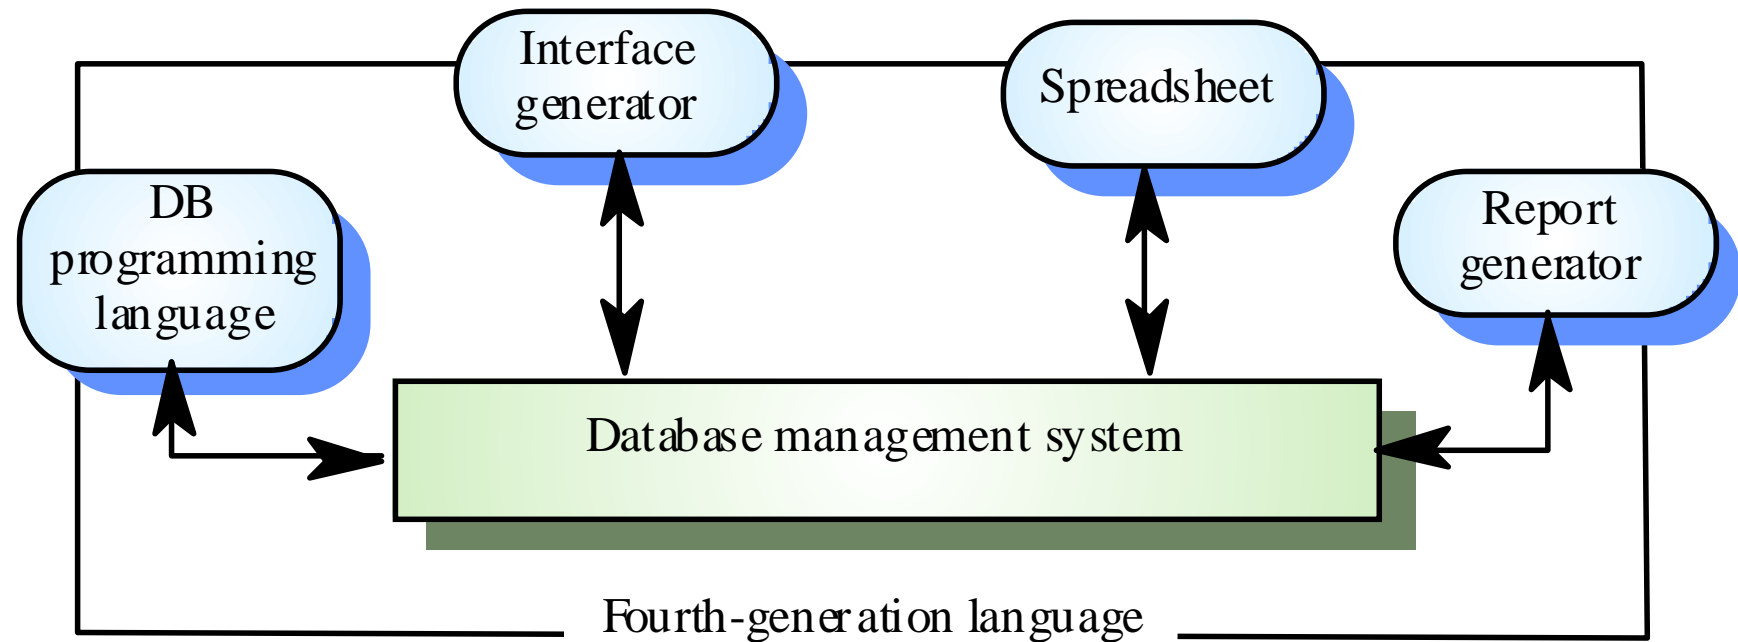 Interface
generator
Spreadsheet
DB
programming
language
Report
generator
Database management system
Fourth-generation language